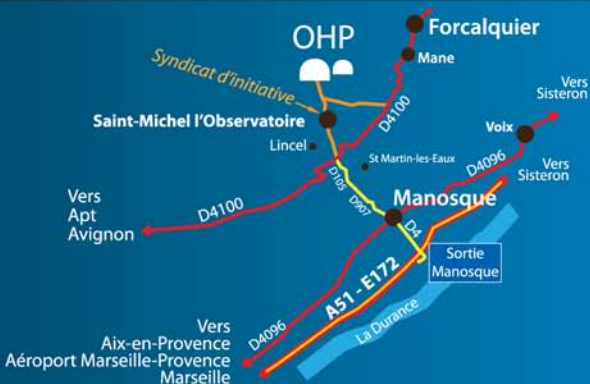 OHP
Forcalquier
Mane
Syndicat d'initiative
Vers
Sisteron
Saint-Michel l'Observatoire
D4100
Voix
Lincel
St Martin-les-Eaux
D4096
Vers
Sisteron
D105
D907
Manosque
Vers
Apt
Avignon
D4100
D4
Sortie
Manosque
A51 - E172
La Durance
D4096
Vers
Aix-en-Provence
Aéroport Marseille-Provence
Marseille